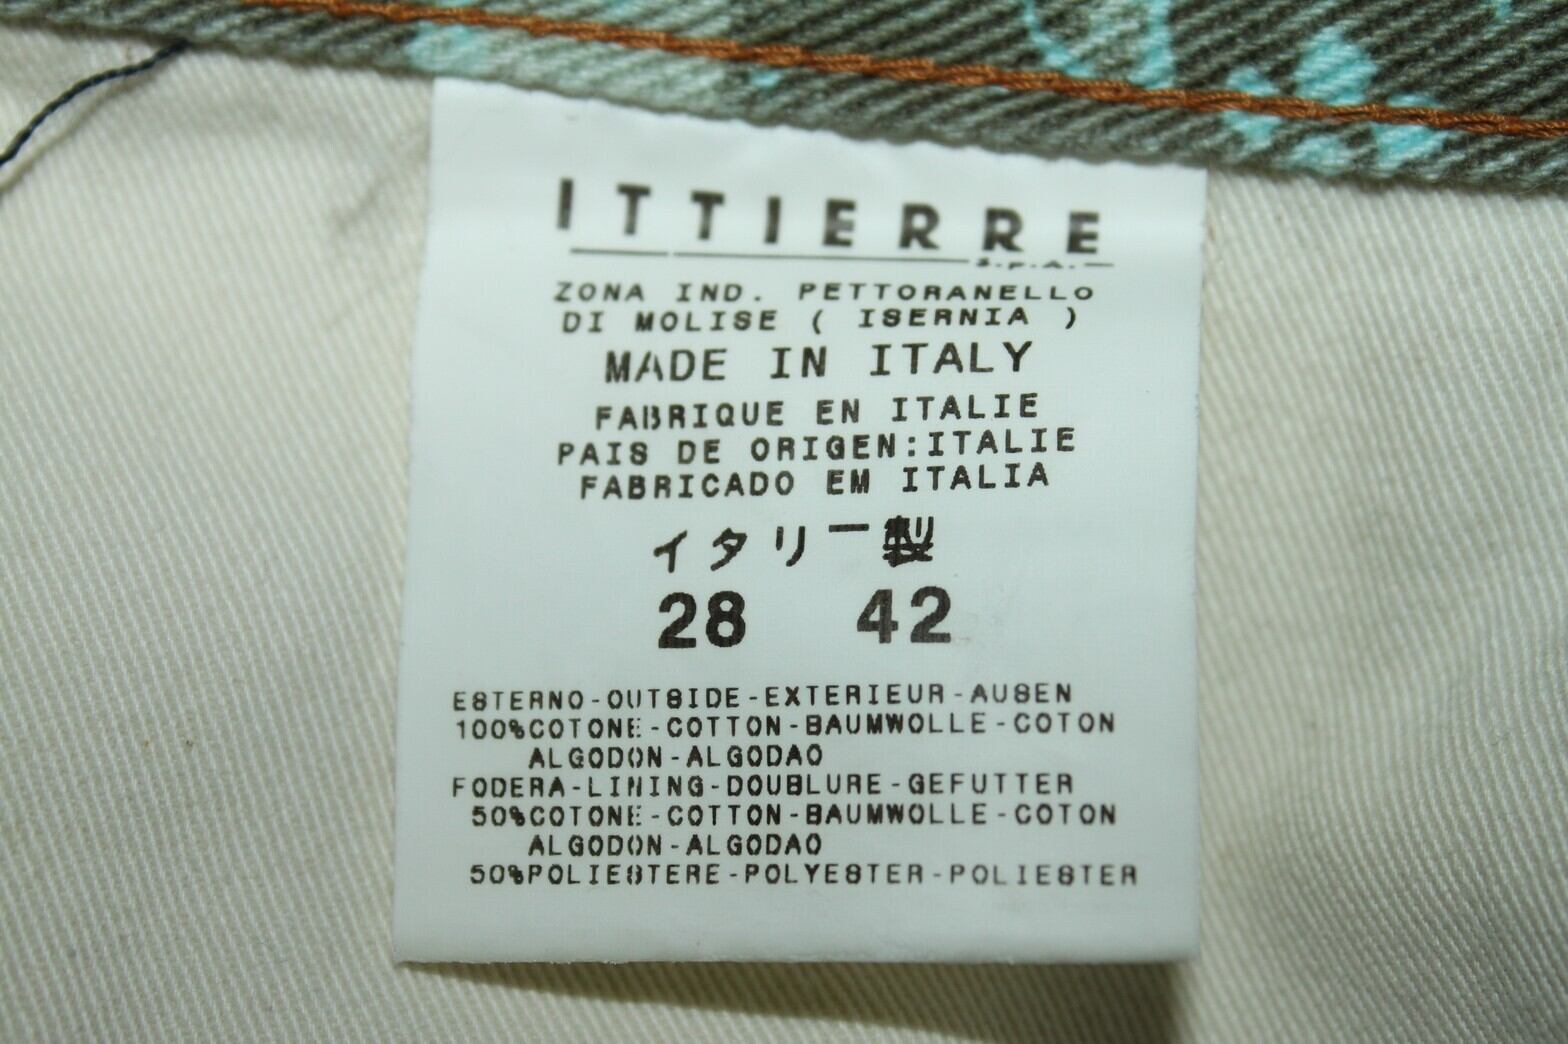 ITTIERRE
S.p.A.
ZONA IND. PETTORANELLO
DI MOLISE ( ISERNIA )
MADE IN ITALY
FABRIQUE EN ITALIE
PAIS DE ORIGEN:ITALIE
FABRICADO EM ITALIA
イタリー製
28 42
ESTERNO-OUTSIDE-EXTERIEUR-AUSEN
100%COTONE-COTTON-BAUMWOLLE-COTON
ALGODON-ALGODAO
FODERA-LINING-DOUBLURE-GEFUTTER
50%COTONE-COTTON-BAUMWOLLE-COTON
ALGODON-ALGODAO
50%POLIESTERE-POLYESTER-POLIESTER